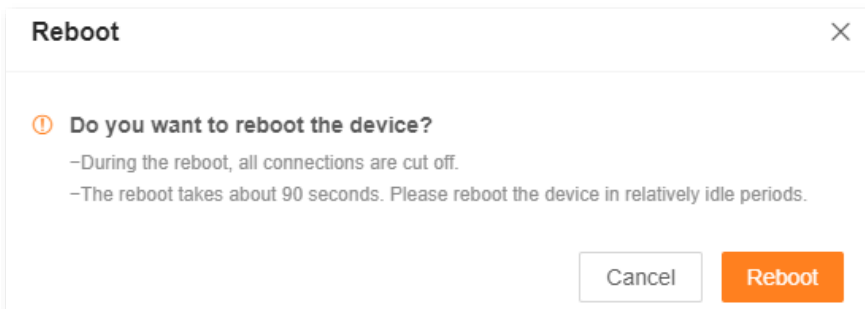 Reboot
Do you want to reboot the device?
−During the reboot, all connections are cut off.
−The reboot takes about 90 seconds. Please reboot the device in relatively idle periods.
Cancel Reboot